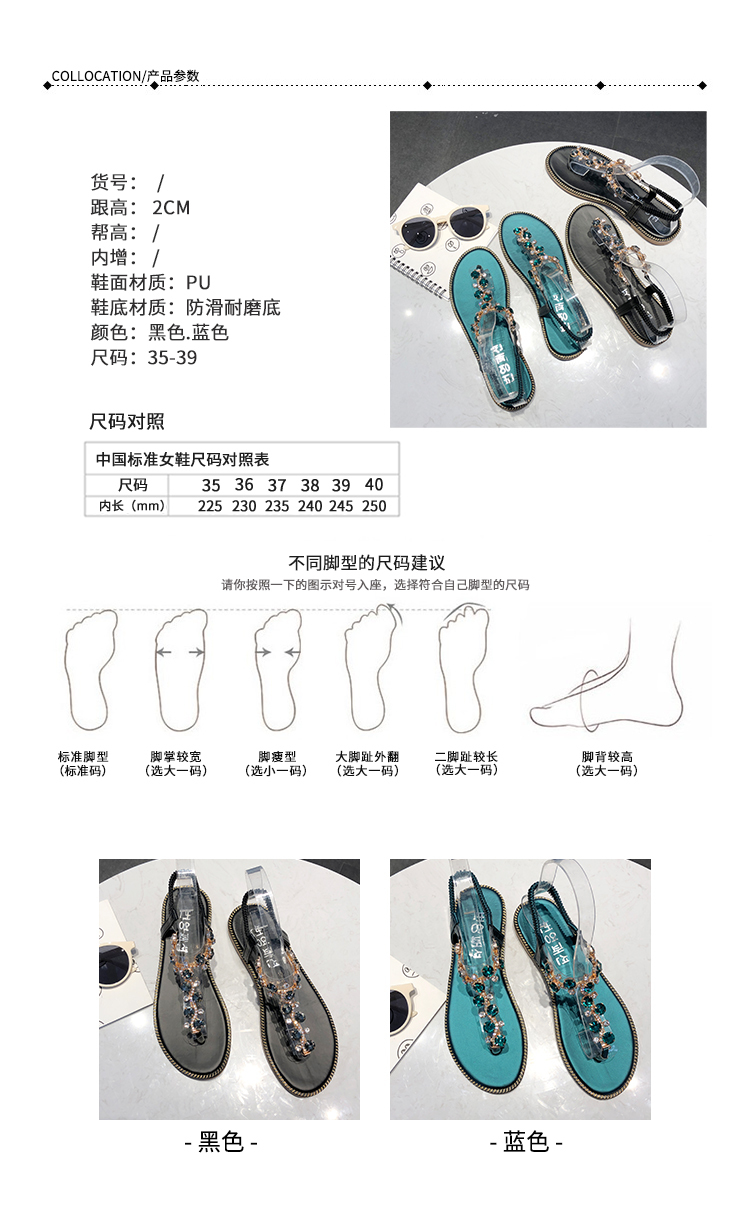 COLLOCATION/产品参数
货号： /
跟高： 2CM
帮高： /
内增： /
鞋面材质：PU
鞋底材质：防滑耐磨底
颜色：黑色.蓝色
尺码：35-39
尺码对照
中国标准女鞋尺码对照表
尺码 35 36 37 38 39 40
内长（mm） 225 230 235 240 245 250
不同脚型的尺码建议
请你按照一下的图示对号入座，选择符合自己脚型的尺码
标准脚型 脚掌较宽 脚瘦型 大脚趾外翻 二脚趾较长 脚背较高
（标准码） （选大一码） （选小一码） （选大一码） （选大一码） （选大一码）
- 黑色 - - 蓝色 -